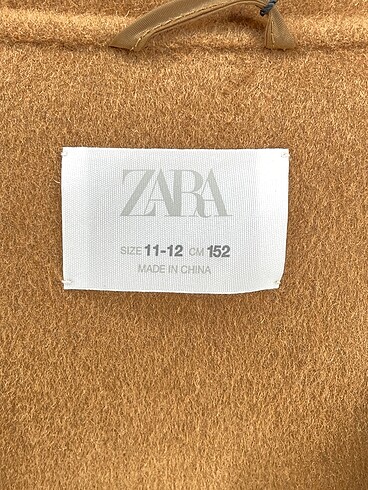 ZARA
SIZE 11-12 CM 152
MADE IN CHINA